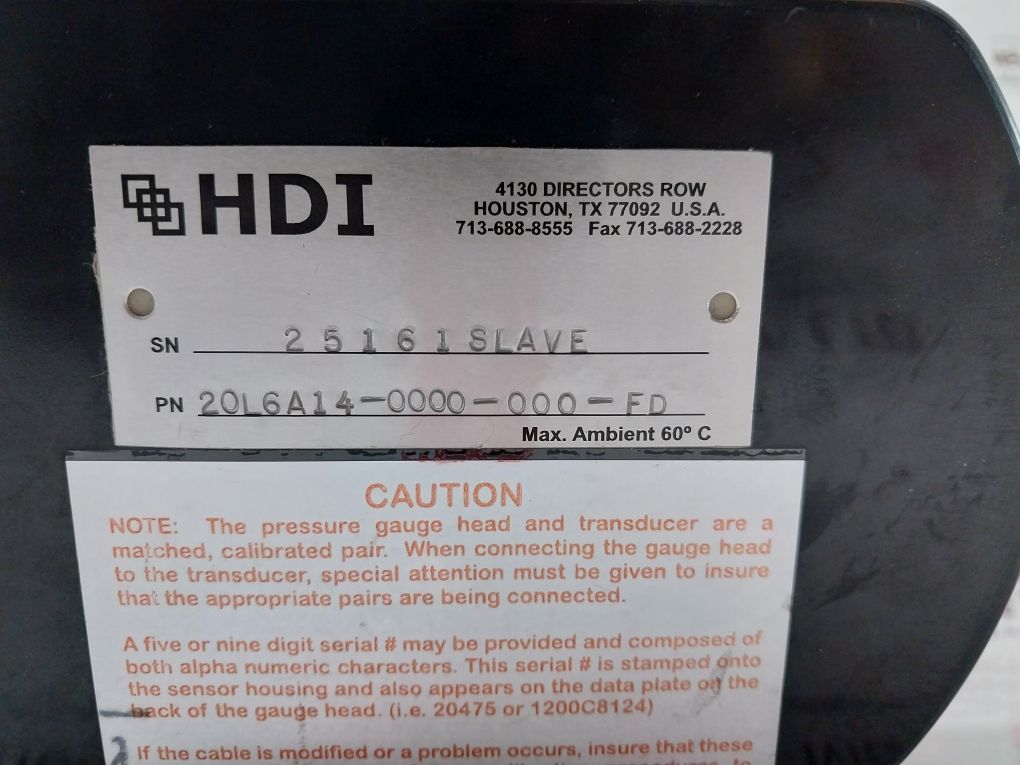 HDI
4130 DIRECTORS ROW
HOUSTON, TX 77092 U.S.A.
713-688-8555 Fax 713-688-2228
SN 25161SLAVE
PN 20L6A14-0000-000-FD
Max. Ambient 60º C
CAUTION
NOTE: The pressure gauge head and transducer are a
matched, calibrated pair. When connecting the gauge head
to the transducer, special attention must be given to insure
that the appropriate pairs are being connected.
A five or nine digit serial # may be provided and composed of
both alpha numeric characters. This serial # is stamped onto
the sensor housing and also appears on the data plate on the
back of the gauge head. (i.e. 20475 or 1200C8124)
If the cable is modified or a problem occurs, insure that these